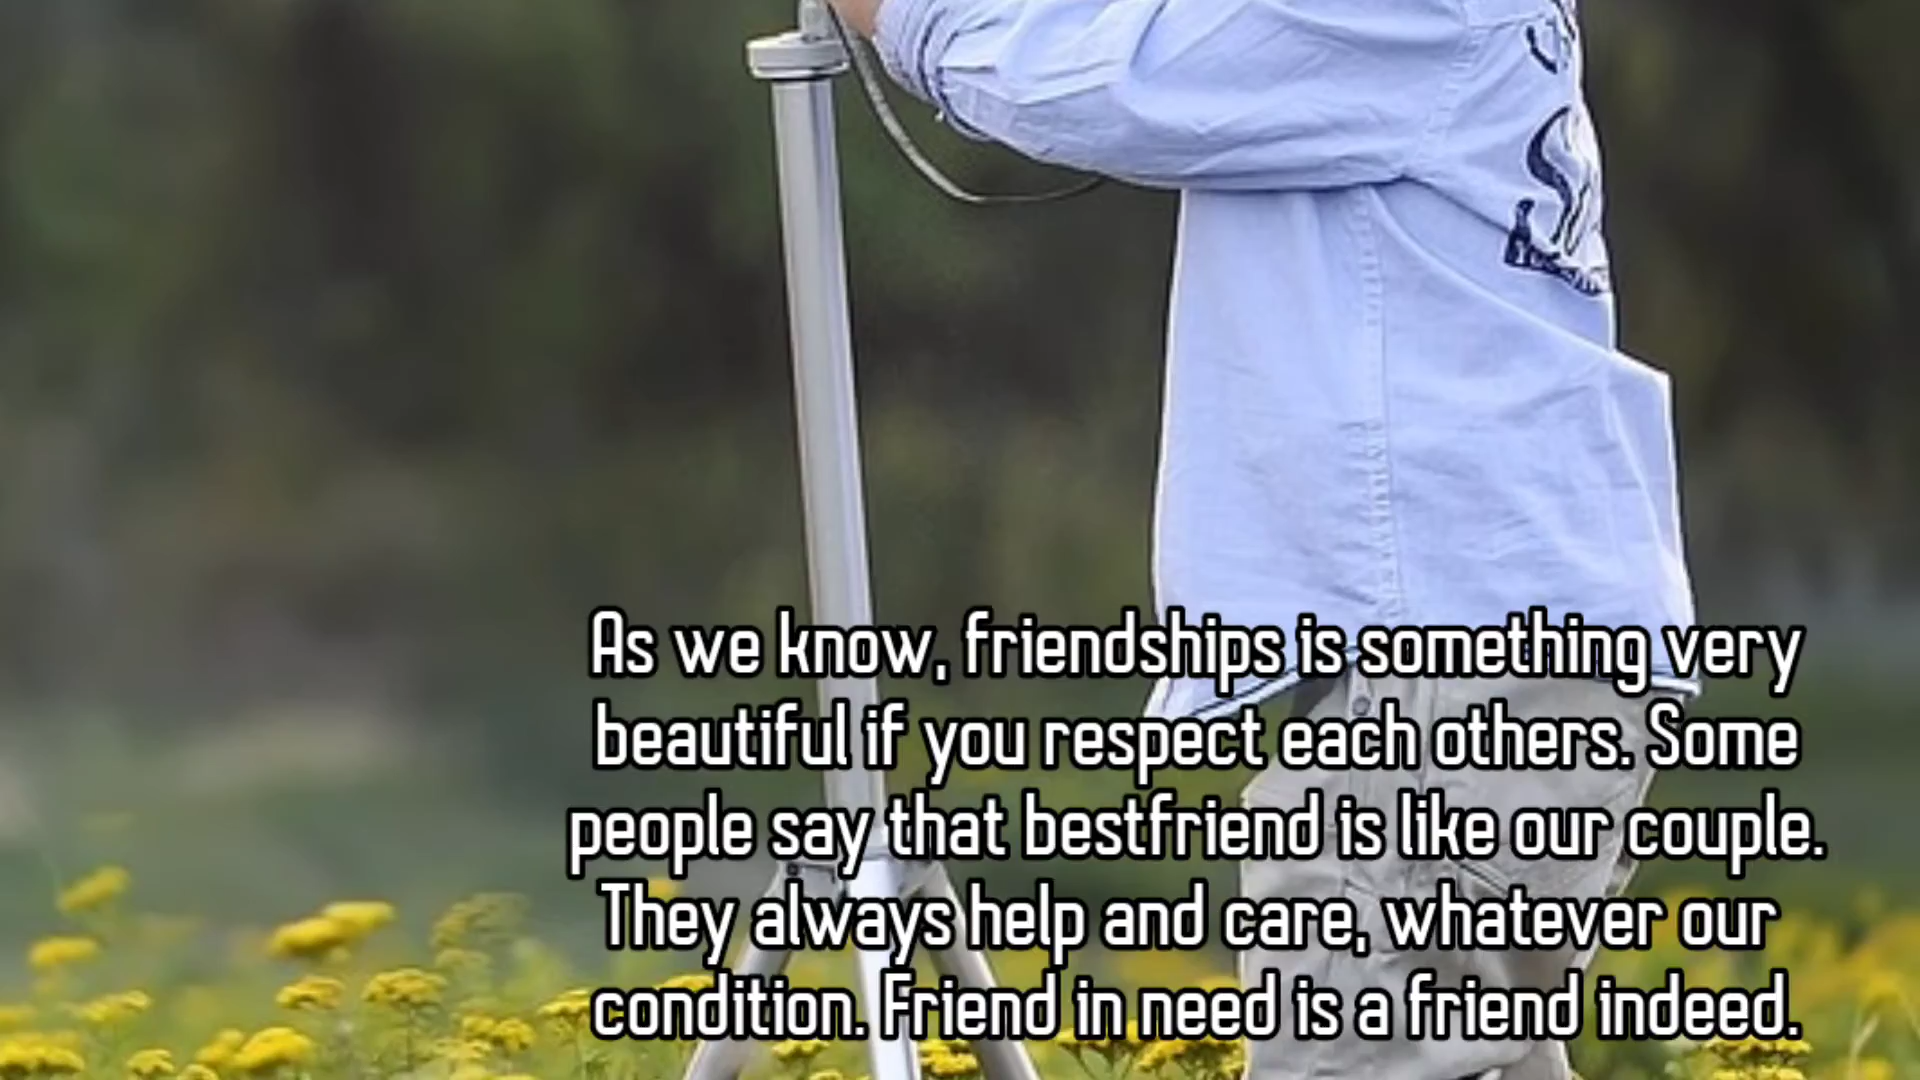 As we know, friendships is something very
beautiful if you respect each others. Some
people say that bestfriend is like our couple.
They always help and care, whatever our
condition. Friend in need is a friend indeed.